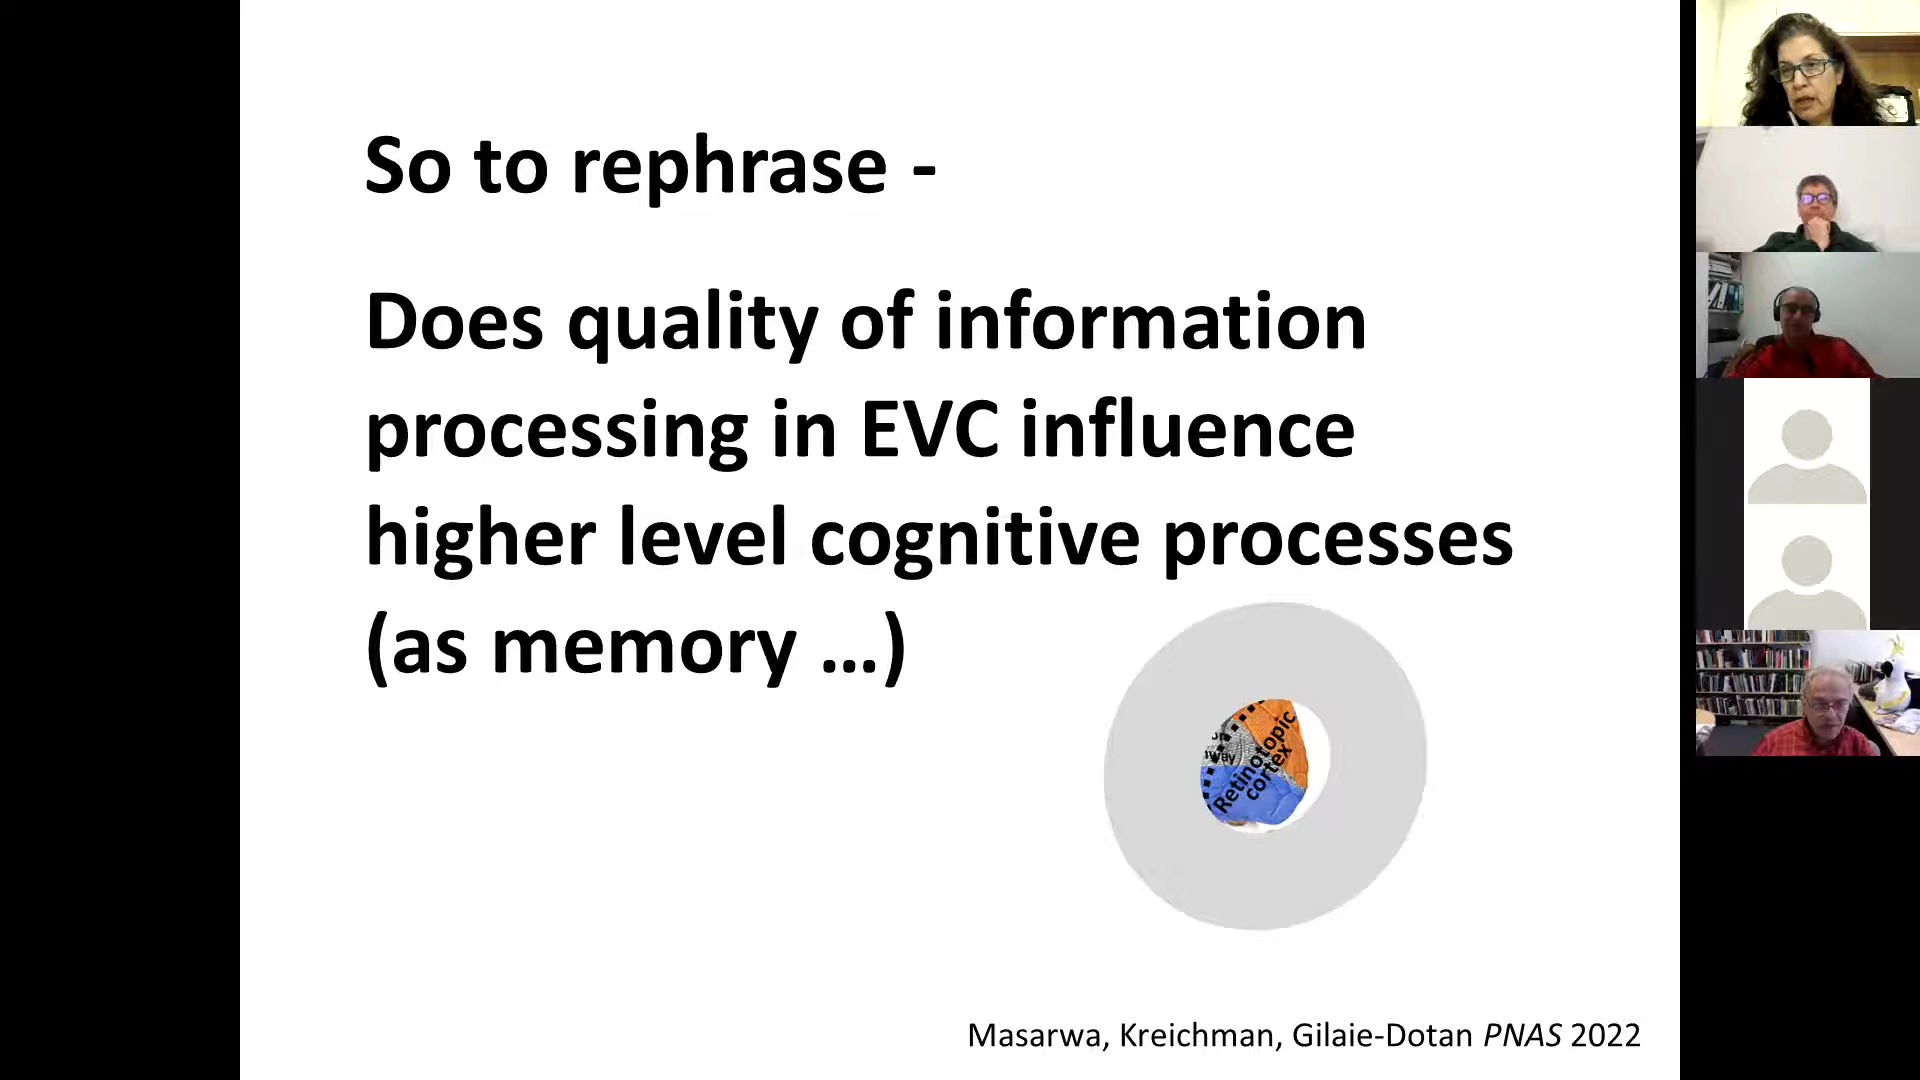 So to rephrase -
Does quality of information
processing in EVC influence
higher level cognitive processes
(as memory ...)
Retinotopic
cortex
Masarwa, Kreichman, Gilaie-Dotan PNAS 2022